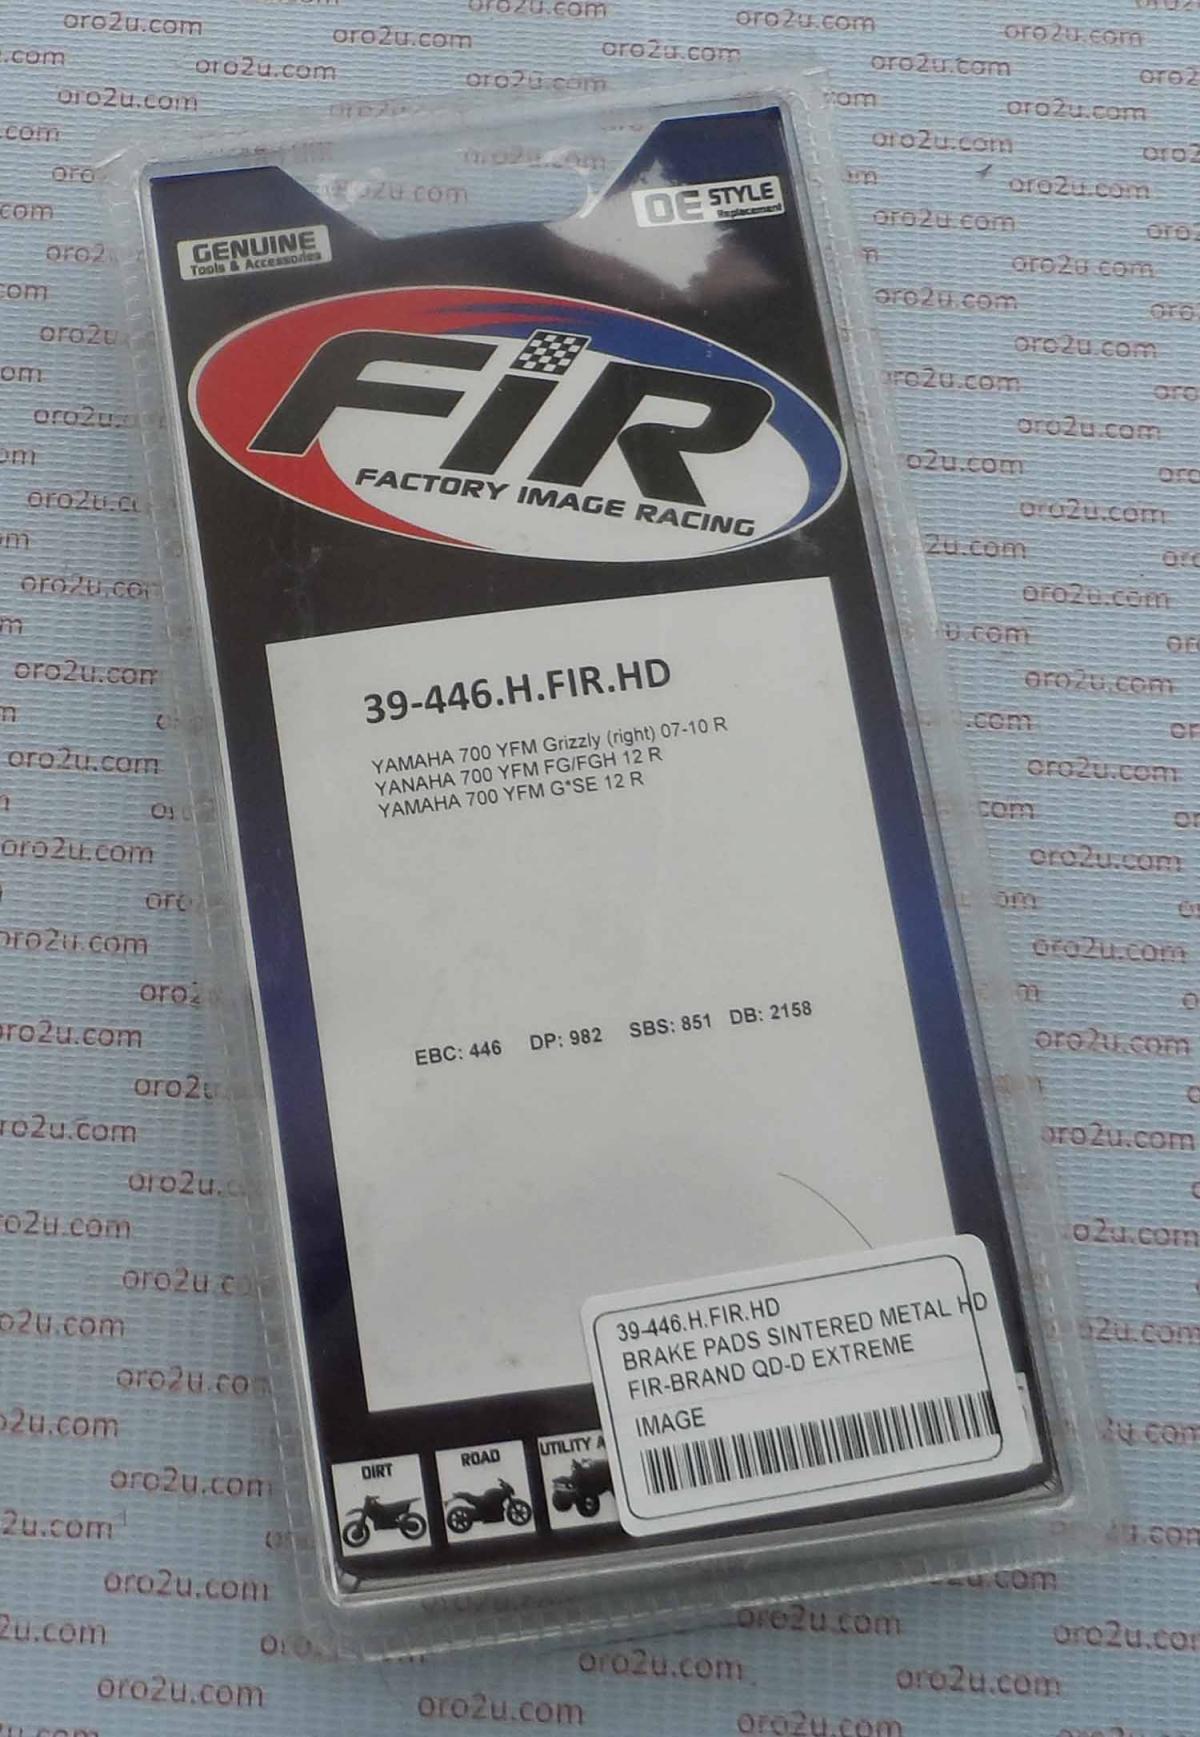 GENUINE
Tools & Accessories
OE STYLE
Replacement
FiR
FACTORY IMAGE RACING
39-446.H.FIR.HD
YAMAHA 700 YFM Grizzly (right) 07-10 R
YANAHA 700 YFM FG/FGH 12 R
YAMAHA 700 YFM G*SE 12 R
EBC: 446 DP: 982 SBS: 851 DB: 2158
39-446.H.FIR.HD
BRAKE PADS SINTERED METAL HD
FIR-BRAND QD-D EXTREME
IMAGE
DIRT
ROAD
UTILITY A
oro2u.com